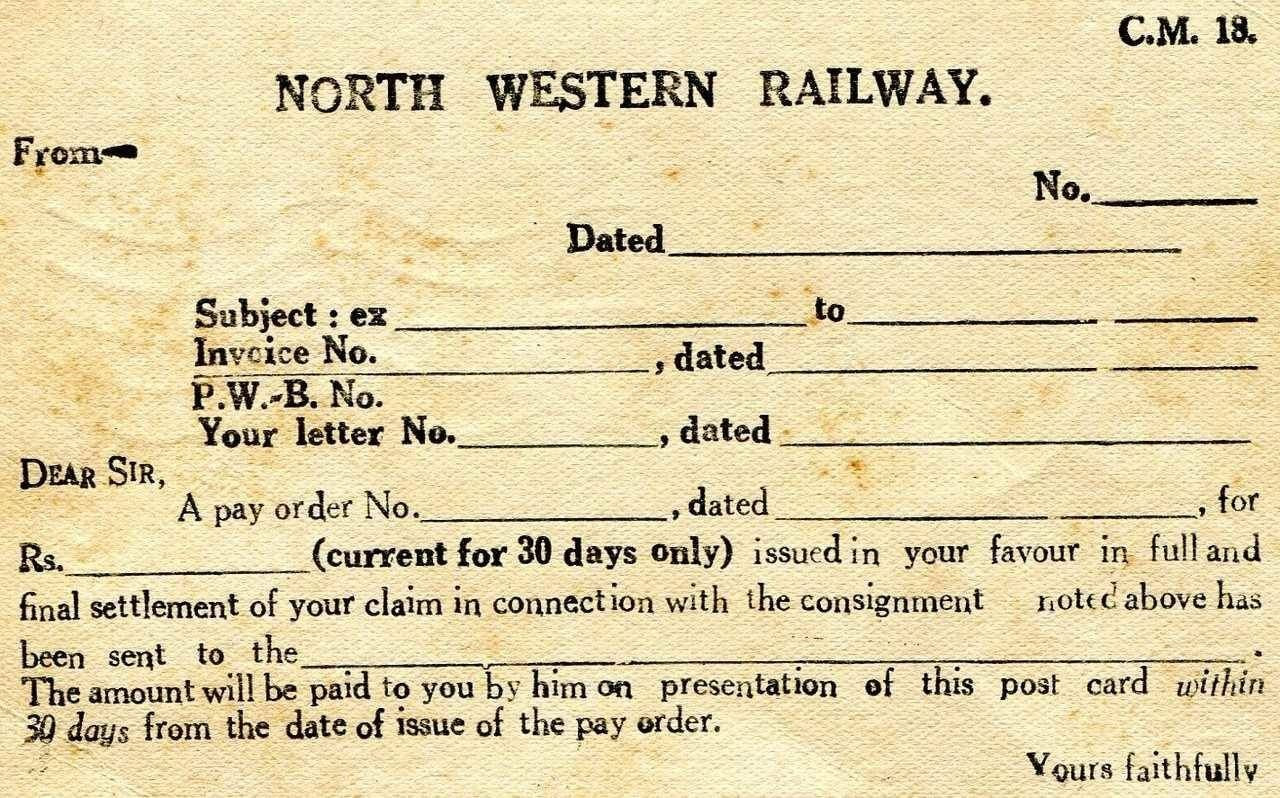 C.M. 18.
NORTH WESTERN RAILWAY.
From—
No.
Dated
Subject : ex to
Invoice No. , dated
P.W.-B. No.
Your letter No. , dated
DEAR SIR,
A pay order No. , dated , for
Rs. (current for 30 days only) issued in your favour in full and
final settlement of your claim in connection with the consignment noted above has
been sent to the .
The amount will be paid to you by him on presentation of this post card within
30 days from the date of issue of the pay order.
Yours faithfully